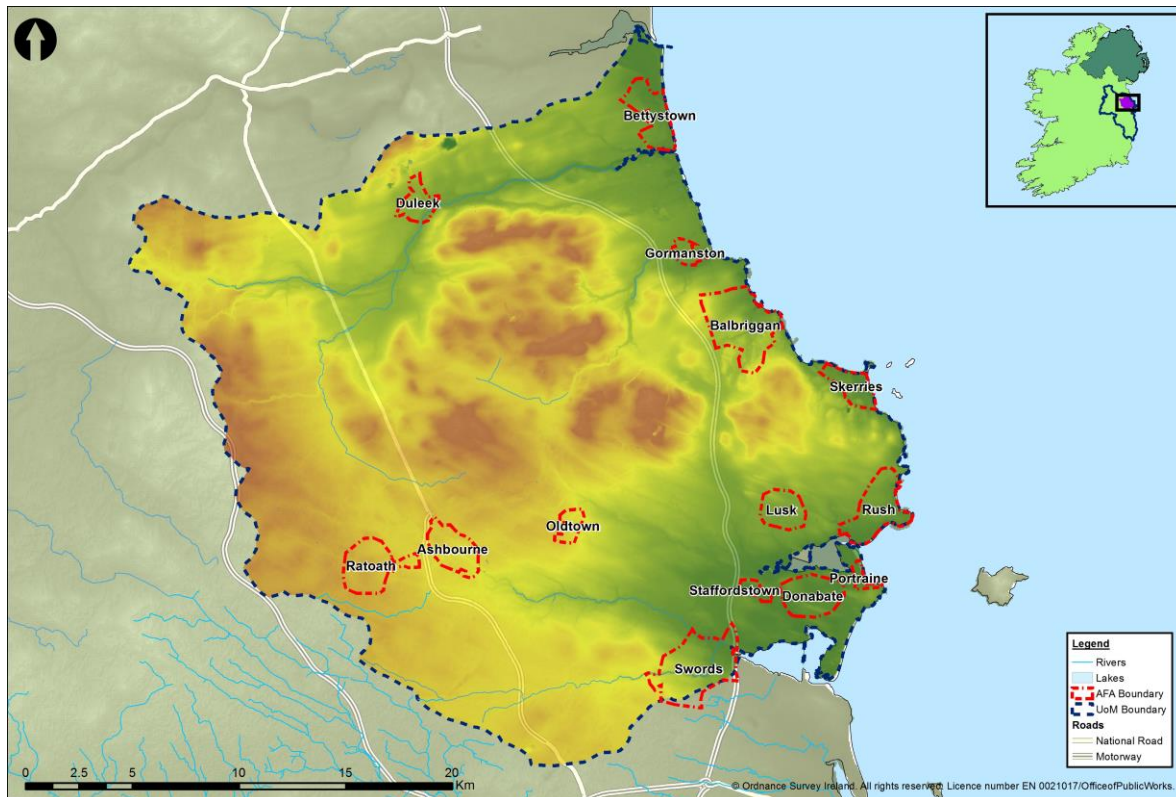 Bettystown
Duleek
Gormanston
Balbriggan
Skerries
Lusk
Rush
Oldtown
Ashbourne
Ratoath
Portraine
Staffordstown
Donabate
Swords
Legend
Rivers
Lakes
AFA Boundary
UoM Boundary
Roads
National Road
Motorway
0 2.5 5 10 15 20
Km
© Ordnance Survey Ireland. All rights reserved. Licence number EN 0021017/OfficeofPublicWorks